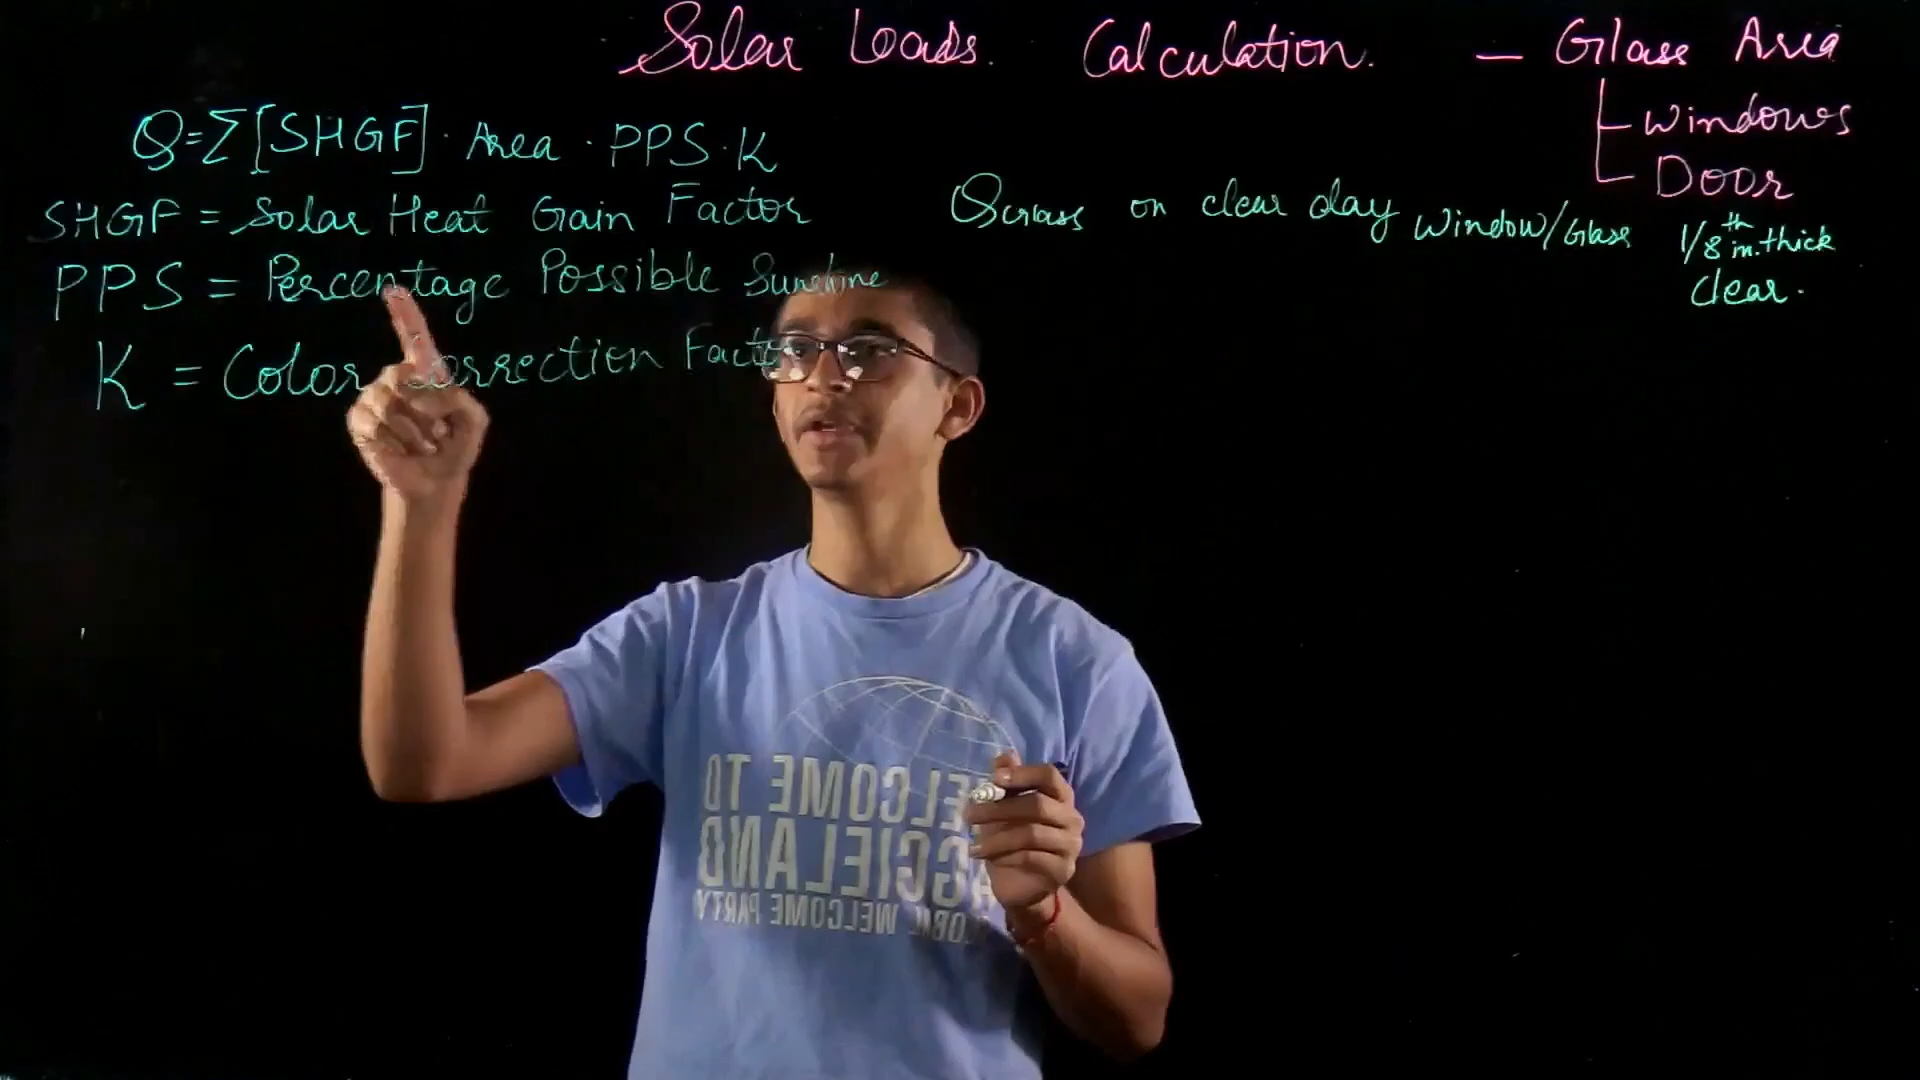 Solar Loads. Calculation. — Glass Area
Windows
Door
Q=Σ[SHGF]·Area·PPS·K
SHGF = Solar Heat Gain Factor
PPS = Percentage Possible Sunshine
K = Color Correction Factor
QGlass on clear day Window/Glass 1/8th in. thick
clear.
WELCOME TO
AGGIELAND
GLOBAL WELCOME PARTY